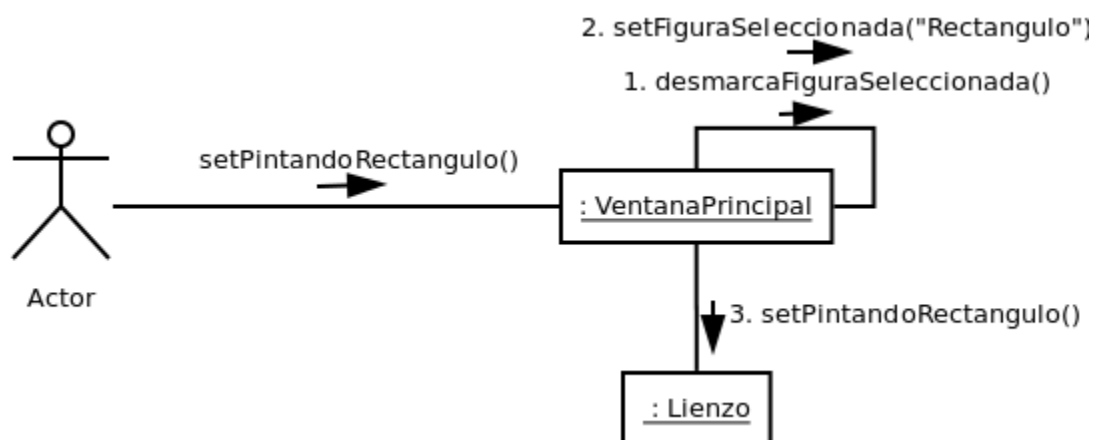 2. setFiguraSeleccionada("Rectangulo")
1. desmarcaFiguraSeleccionada()
setPintandoRectangulo()
: VentanaPrincipal
Actor
3. setPintandoRectangulo()
: Lienzo